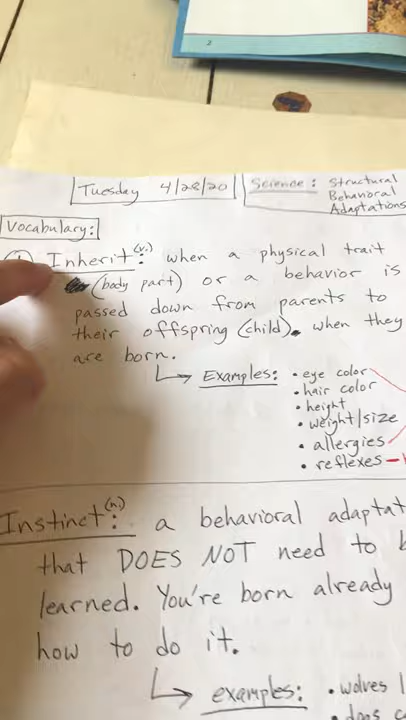 2
Tuesday 4/28/20
Science: Structural
Behavioral
Adaptations
Vocabulary:
Inherit (v.): when a physical trait
(body part) or a behavior is
passed down from parents to
their offspring (child). when they
are born.
Examples: • eye color
• hair color
• height
• weight/size
• allergies
• reflexes
Instinct (n.): a behavioral adaptat
that DOES NOT need to b
learned. You're born already
how to do it.
examples: • wolves
• dogs